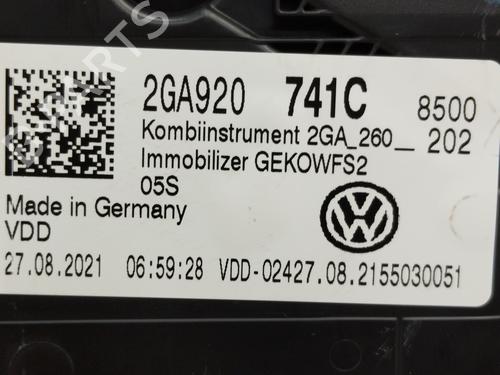 2GA920 741C 8500
Kombiinstrument 2GA_260__ 202
Immobilizer GEKOWFS2
05S
Made in Germany
VDD
27.08.2021 06:59:28 VDD-02427.08.2155030051